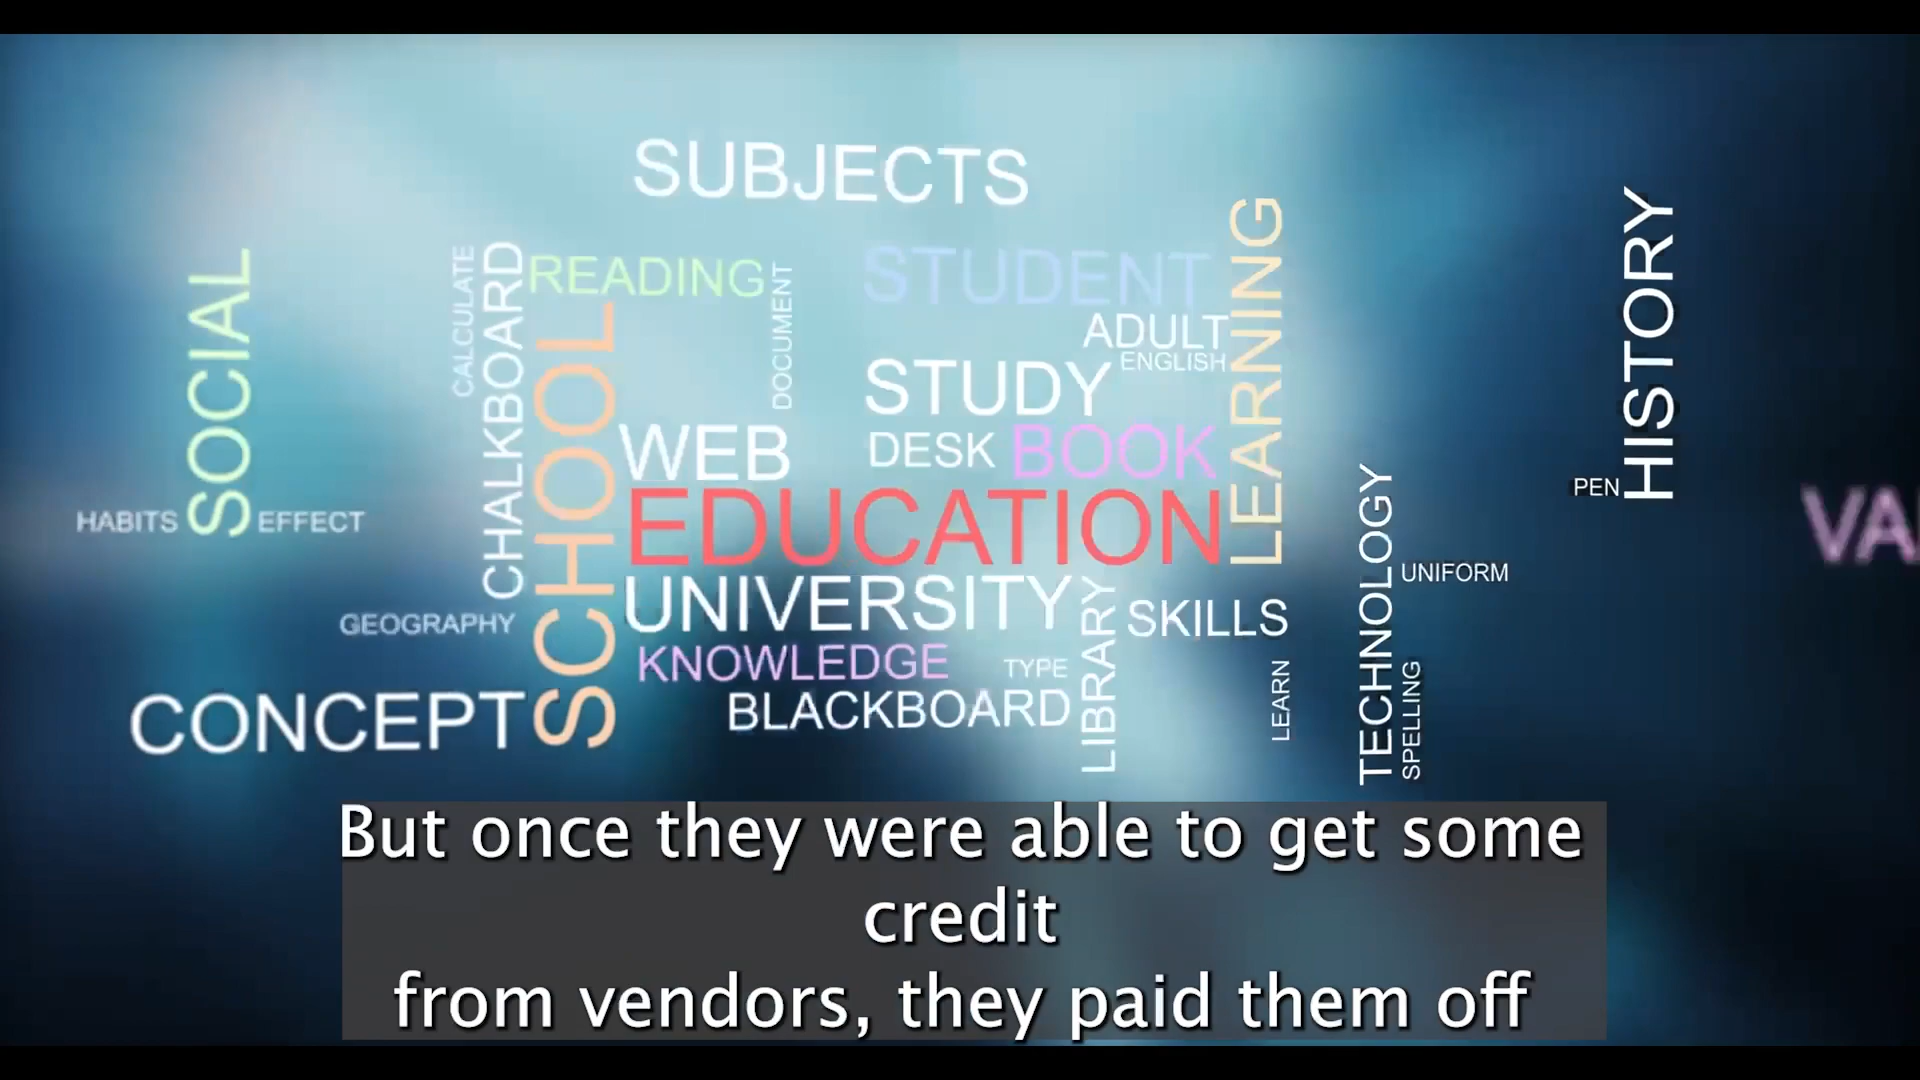 SUBJECTS
SOCIAL
CALCULATE
CHALKBOARD
READING
DOCUMENT
STUDENT
LEARNING
HISTORY
ADULT
ENGLISH
SCHOOL
STUDY
WEB
DESK
BOOK
PEN
HABITS
EFFECT
EDUCATION
TECHNOLOGY
UNIFORM
GEOGRAPHY
UNIVERSITY
LIBRARY
SKILLS
KNOWLEDGE
TYPE
LEARN
SPELLING
CONCEPT
BLACKBOARD
But once they were able to get some
credit
from vendors, they paid them off